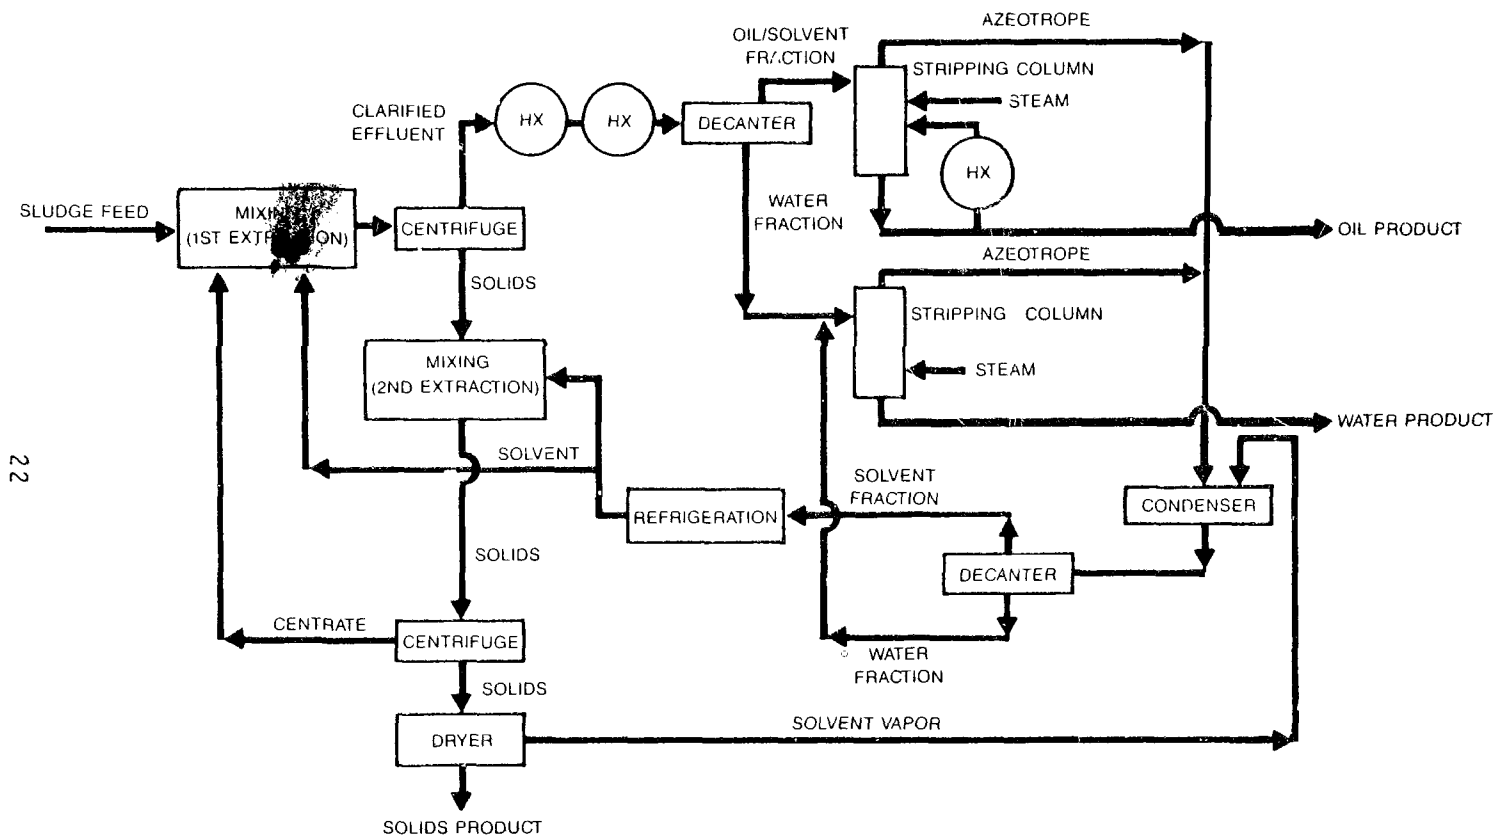 AZEOTROPE
OIL/SOLVENT
FRACTION
STRIPPING COLUMN
STEAM
CLARIFIED
EFFLUENT
HX
HX
DECANTER
HX
SLUDGE FEED
(1ST
CENTRIFUGE
WATER
FRACTION
OIL PRODUCT
AZEOTROPE
SOLIDS
STRIPPING COLUMN
MIXING
(2ND EXTRACTION)
STEAM
WATER PRODUCT
SOLVENT
SOLVENT
FRACTION
CONDENSER
REFRIGERATION
SOLIDS
DECANTER
CENTRATE
CENTRIFUGE
WATER
FRACTION
SOLIDS
SOLVENT VAPOR
DRYER
SOLIDS PRODUCT
22